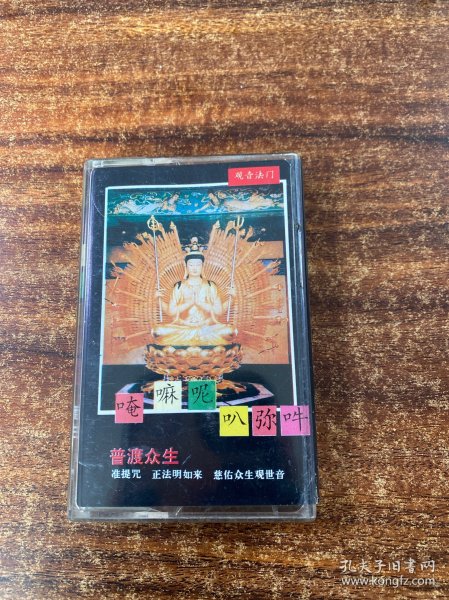 观音法门
唵嘛呢叭弥吽
普渡众生
准提咒 正法明如来 慈佑众生观世音
孔夫子旧书网
www.kongfz.com